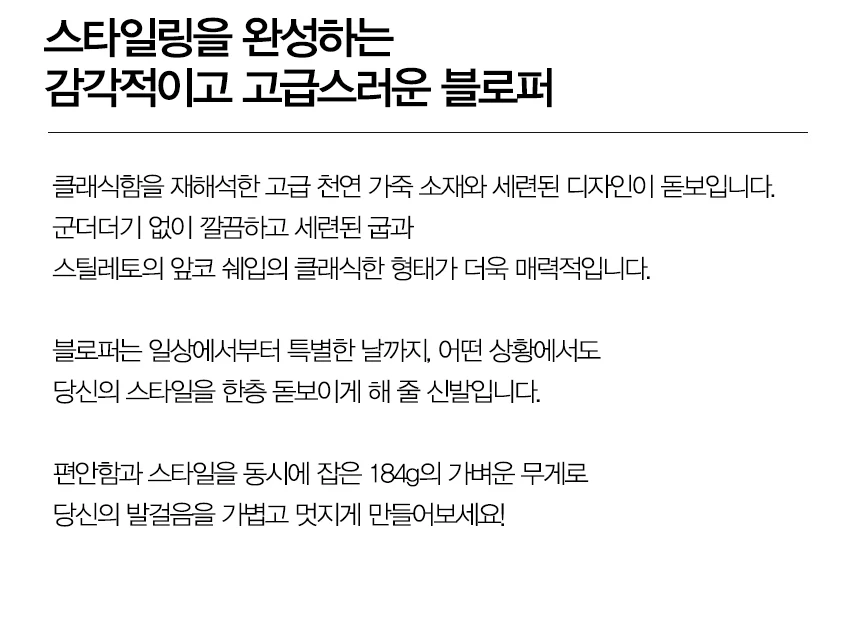 스타일링을 완성하는
감각적이고 고급스러운 블로퍼
클래식함을 재해석한 고급 천연 가죽 소재와 세련된 디자인이 돋보입니다.
군더더기 없이 깔끔하고 세련된 굽과
스틸레토의 앞코 쉐입의 클래식한 형태가 더욱 매력적입니다.
블로퍼는 일상에서부터 특별한 날까지, 어떤 상황에서도
당신의 스타일을 한층 돋보이게 해 줄 신발입니다.
편안함과 스타일을 동시에 잡은 184g의 가벼운 무게로
당신의 발걸음을 가볍고 멋지게 만들어보세요!